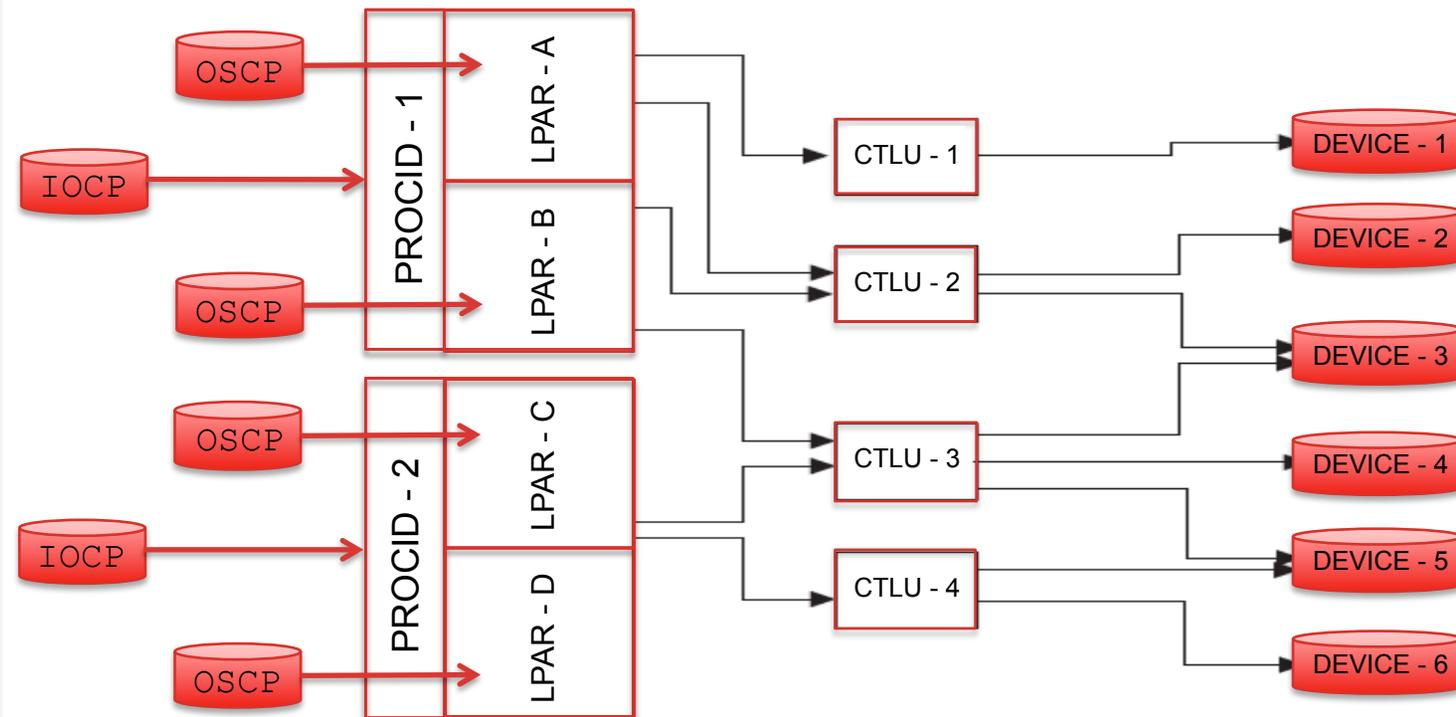 OSCP
IOCP
OSCP
PROCID - 1
LPAR - A
LPAR - B
CTLU - 1
CTLU - 2
DEVICE - 1
DEVICE - 2
DEVICE - 3
OSCP
IOCP
OSCP
PROCID - 2
LPAR - C
LPAR - D
CTLU - 3
CTLU - 4
DEVICE - 4
DEVICE - 5
DEVICE - 6